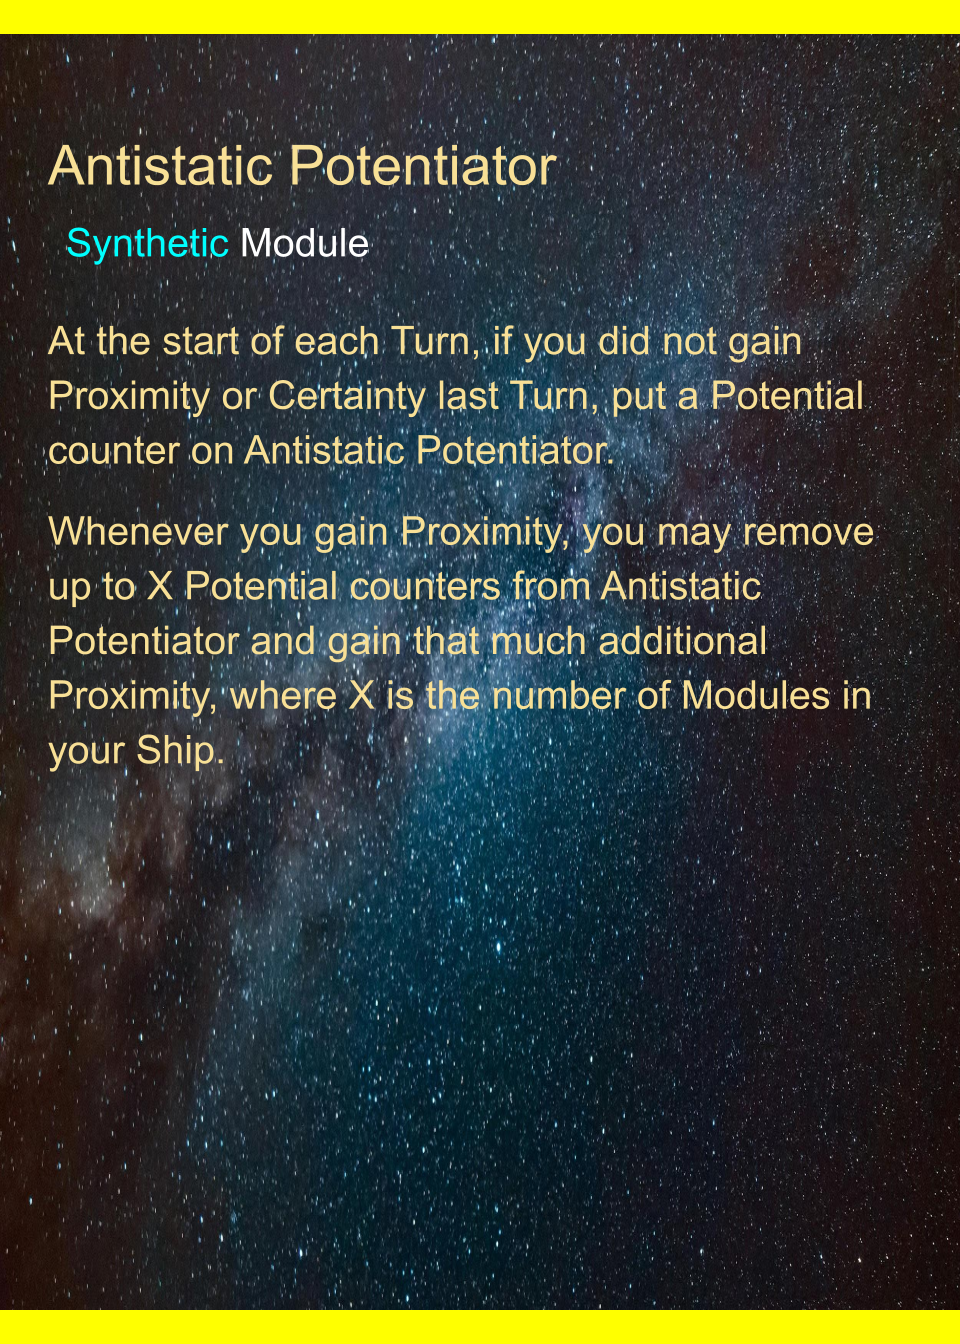 Antistatic Potentiator
Synthetic Module
At the start of each Turn, if you did not gain
Proximity or Certainty last Turn, put a Potential
counter on Antistatic Potentiator.
Whenever you gain Proximity, you may remove
up to X Potential counters from Antistatic
Potentiator and gain that much additional
Proximity, where X is the number of Modules in
your Ship.